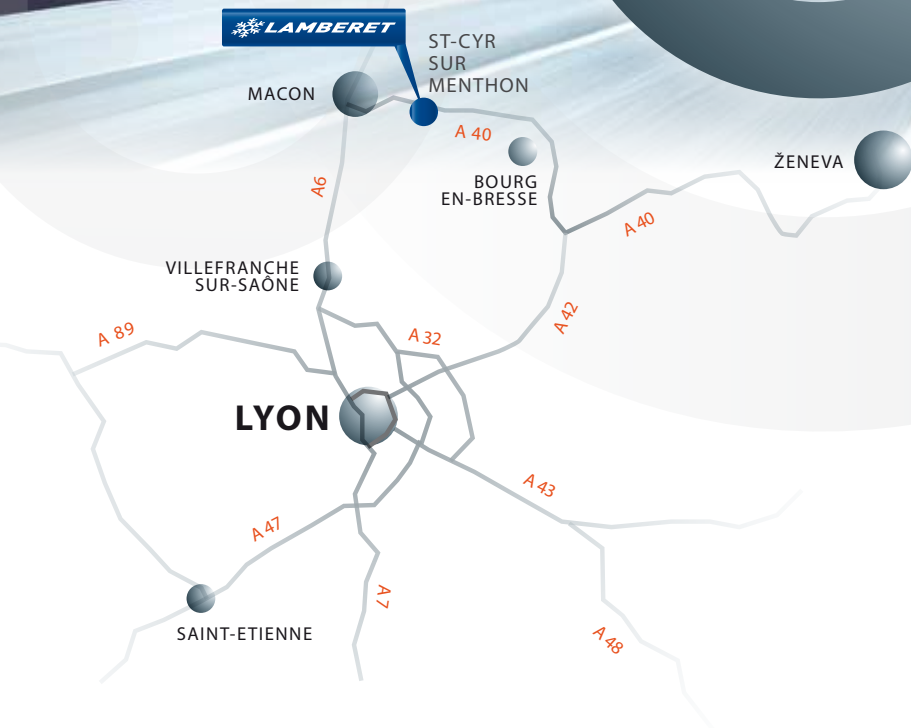 LAMBERET
ST-CYR
SUR
MENTHON
MACON
A 40
ŽENEVA
BOURG
EN-BRESSE
A6
A 40
VILLEFRANCHE
SUR-SAÔNE
A 42
A 89
A 32
LYON
A 43
A 47
A 7
SAINT-ETIENNE
A 48